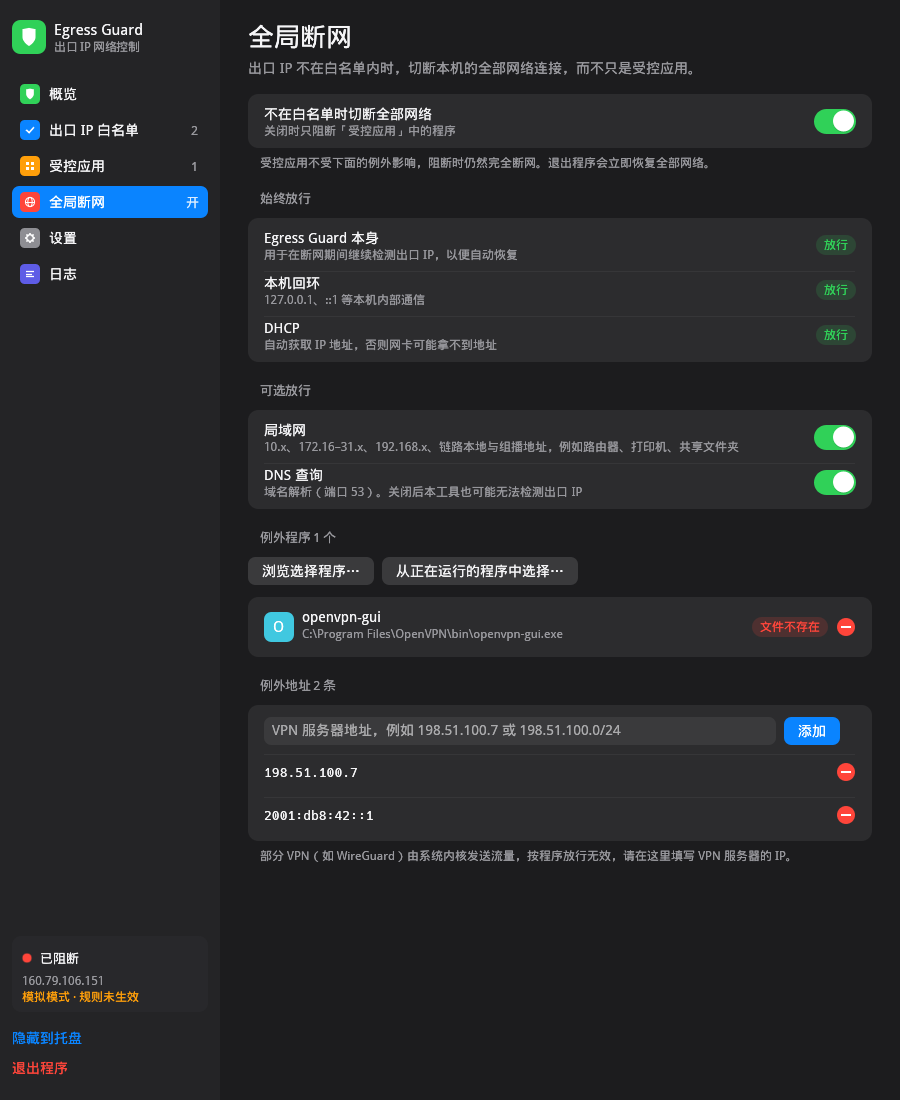 Egress Guard
出口 IP 网络控制
概览
出口 IP 白名单 2
受控应用 1
全局断网 开
设置
日志
已阻断
160.79.106.151
模拟模式 · 规则未生效
隐藏到托盘
退出程序
全局断网
出口 IP 不在白名单内时，切断本机的全部网络连接，而不只是受控应用。
不在白名单时切断全部网络
关闭时只阻断「受控应用」中的程序
受控应用不受下面的例外影响，阻断时仍然完全断网。退出程序会立即恢复全部网络。
始终放行
Egress Guard 本身
用于在断网期间继续检测出口 IP，以便自动恢复
放行
本机回环
127.0.0.1、::1 等本机内部通信
放行
DHCP
自动获取 IP 地址，否则网卡可能拿不到地址
放行
可选放行
局域网
10.x、172.16–31.x、192.168.x、链路本地与组播地址，例如路由器、打印机、共享文件夹
DNS 查询
域名解析（端口 53）。关闭后本工具也可能无法检测出口 IP
例外程序 1 个
浏览选择程序… 从正在运行的程序中选择…
O
openvpn-gui
C:\Program Files\OpenVPN\bin\openvpn-gui.exe
文件不存在
例外地址 2 条
VPN 服务器地址，例如 198.51.100.7 或 198.51.100.0/24 添加
198.51.100.7
2001:db8:42::1
部分 VPN（如 WireGuard）由系统内核发送流量，按程序放行无效，请在这里填写 VPN 服务器的 IP。